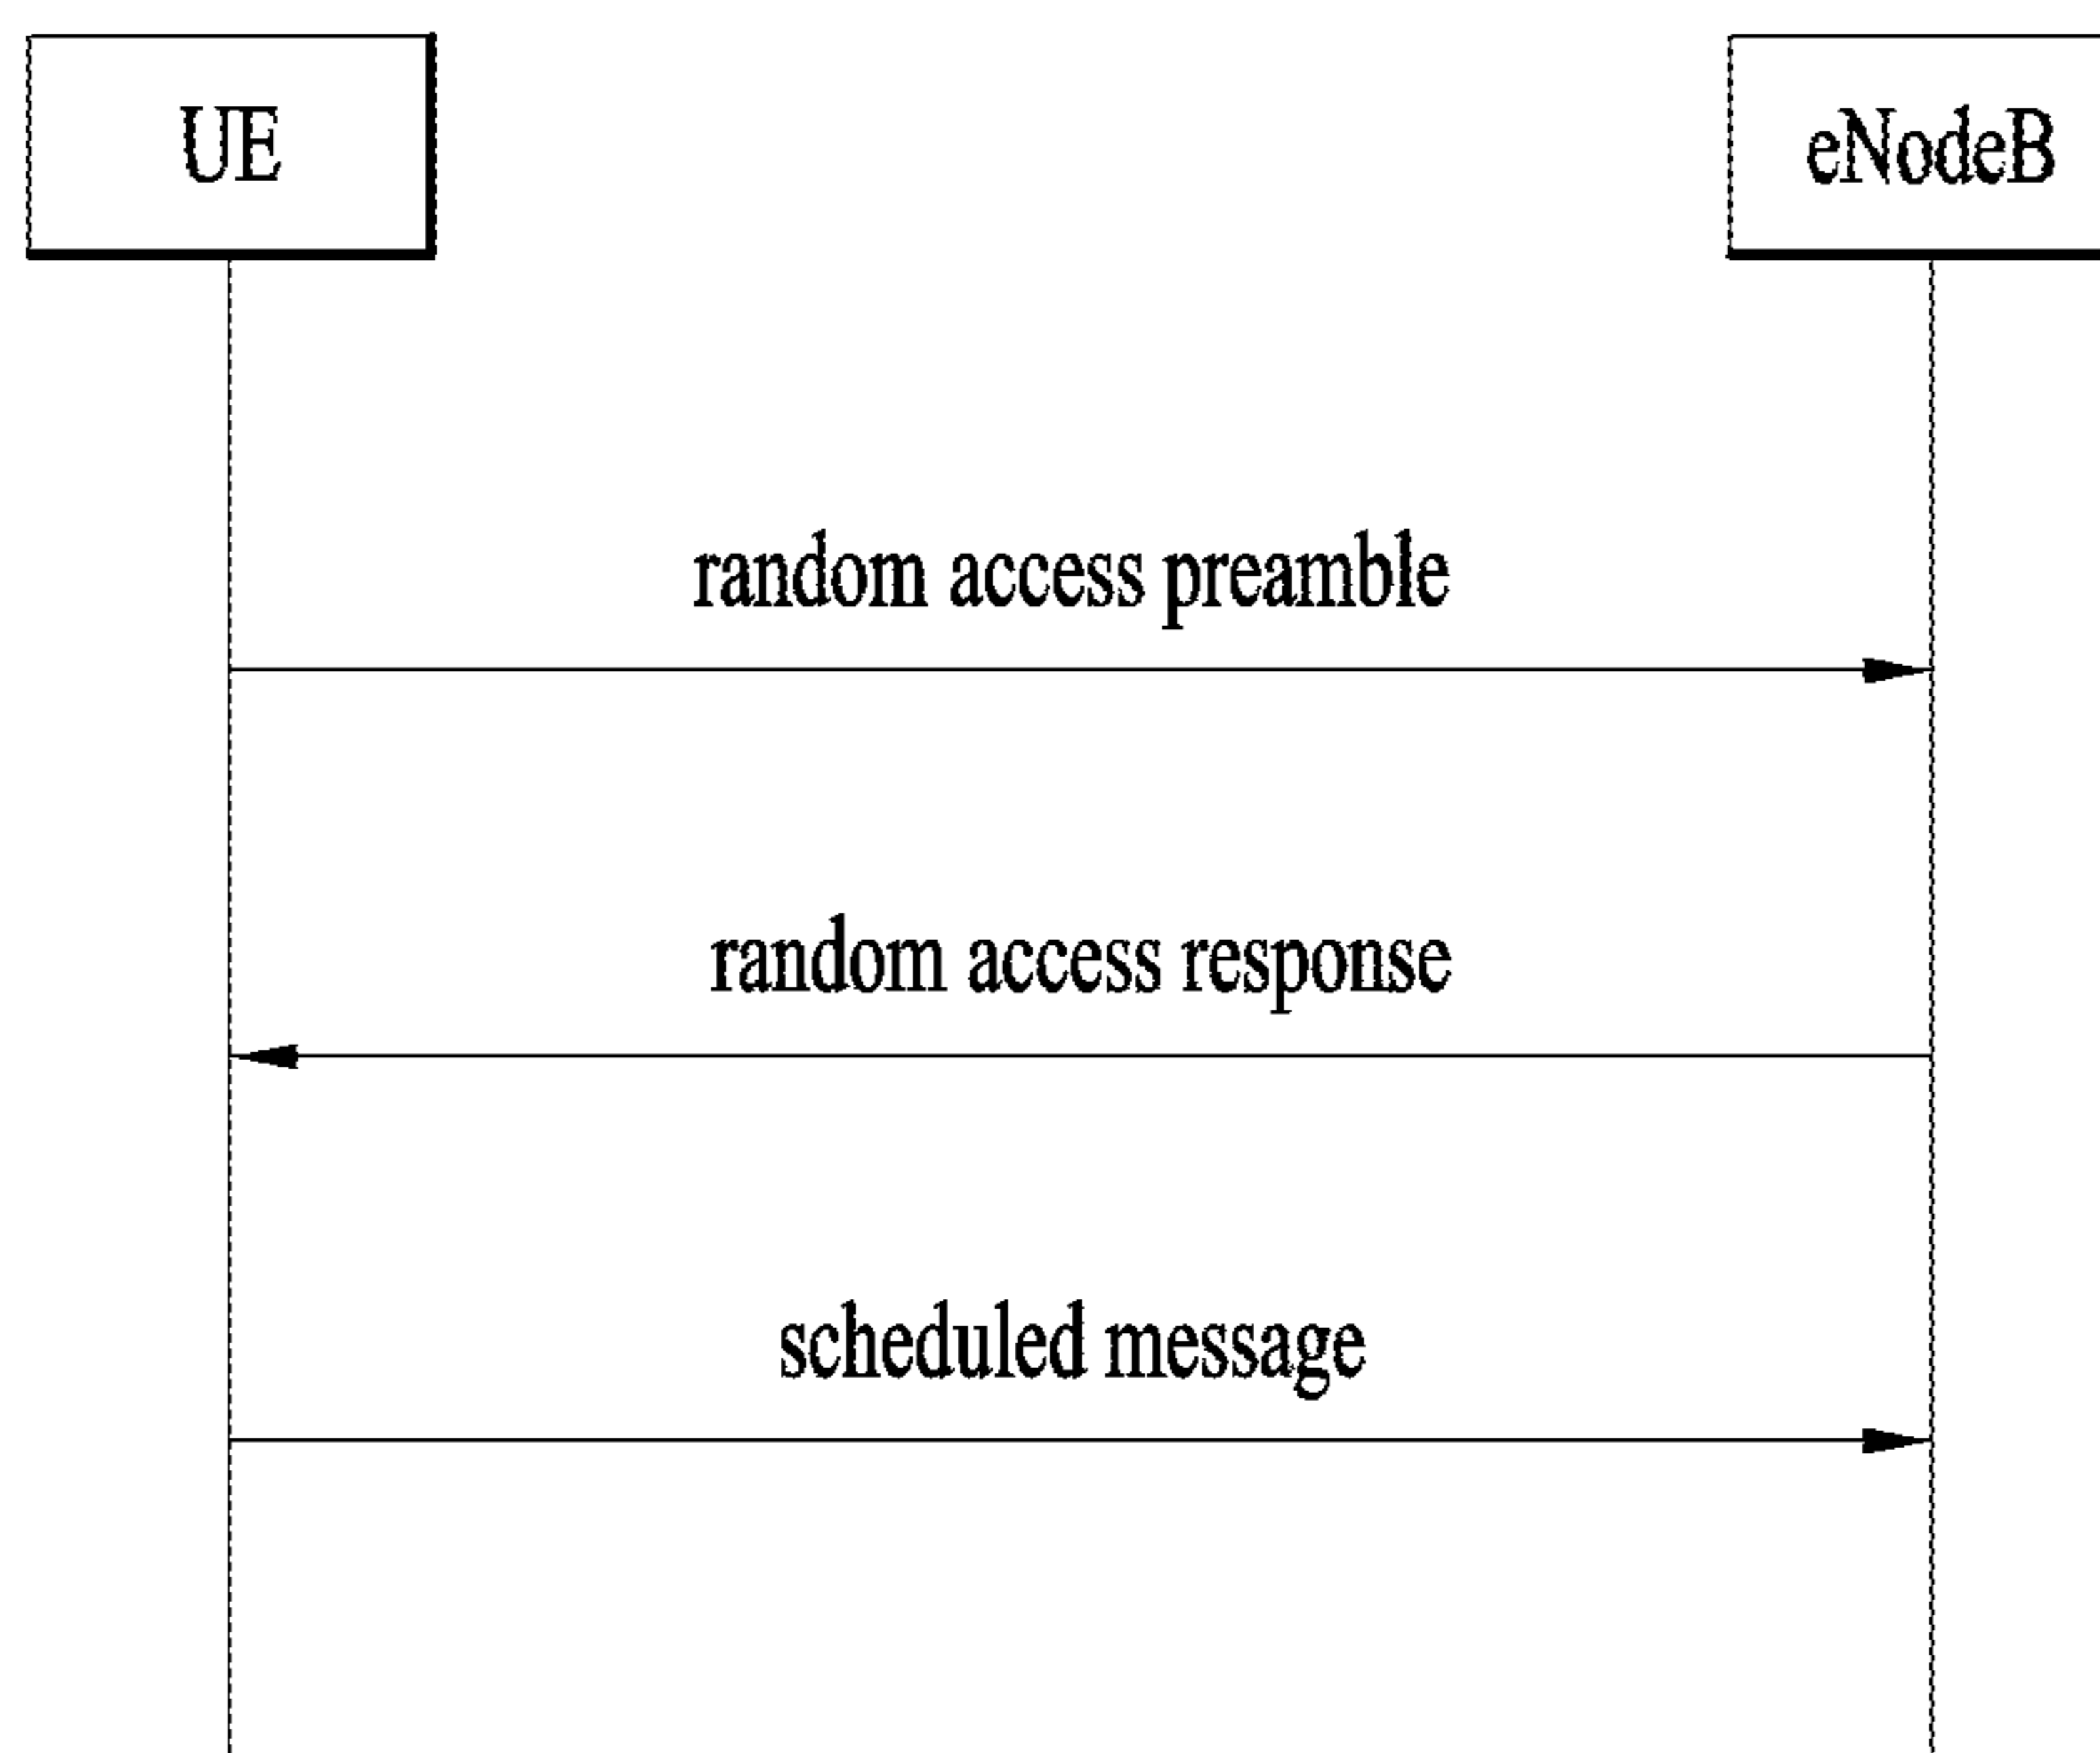 UE
eNodeB
random access preamble
random access response
scheduled message